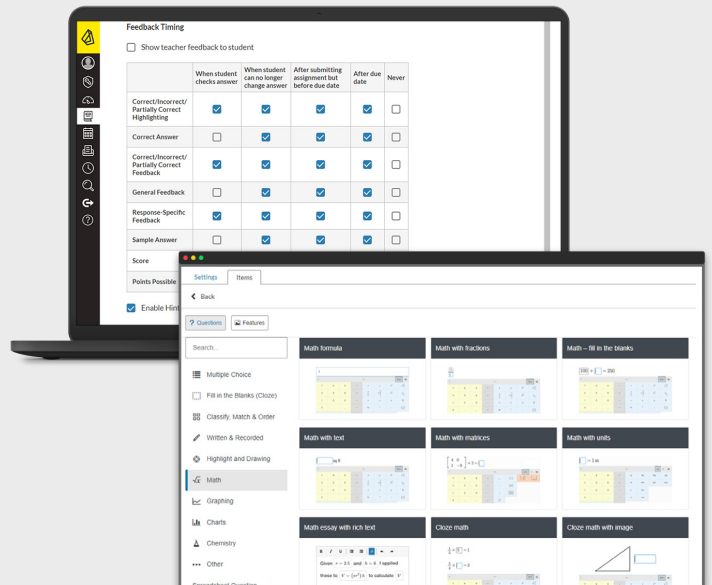 Feedback Timing
Show teacher feedback to student
When student checks answer
When student can no longer change answer
After submitting assignment but before due date
After due date
Never
Correct/Incorrect/
Partially Correct
Highlighting
Correct Answer
Correct/Incorrect/
Partially Correct
Feedback
General Feedback
Response-Specific
Feedback
Sample Answer
Score
Points Possible
Enable Hint
Settings Items
Back
? Questions Features
Search...
Multiple Choice
Fill in the Blanks (Cloze)
Classify, Match & Order
Written & Recorded
Highlight and Drawing
Math
Graphing
Charts
Chemistry
Other
Spreadsheet Question
Math formula Math with fractions Math – fill in the blanks
Math with text Math with matrices Math with units
Math essay with rich text Cloze math Cloze math with image
B I U